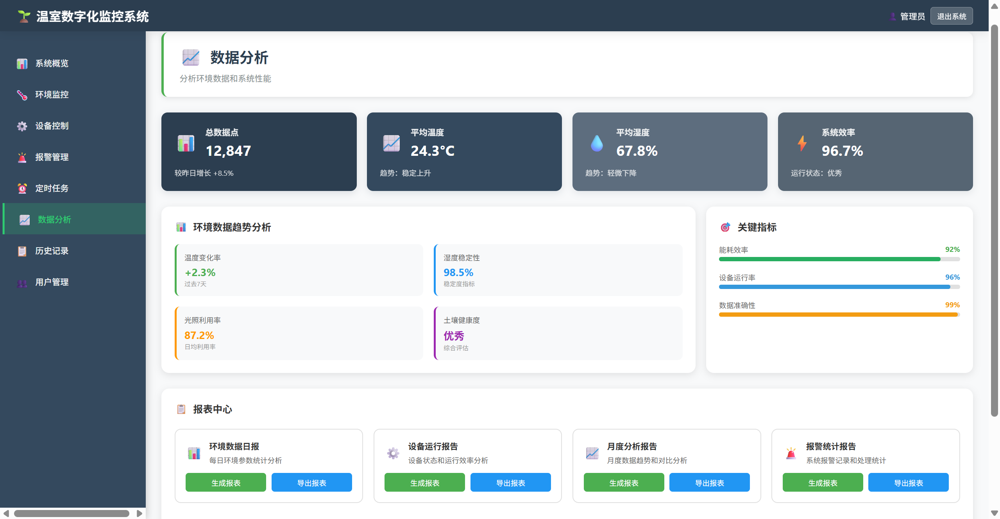 温室数字化监控系统
管理员
退出系统
系统概览
环境监控
设备控制
报警管理
定时任务
数据分析
历史记录
用户管理
数据分析
分析环境数据和系统性能
总数据点
12,847
较昨日增长 +8.5%
平均温度
24.3°C
趋势：稳定上升
平均湿度
67.8%
趋势：轻微下降
系统效率
96.7%
运行状态：优秀
环境数据趋势分析
温度变化率
+2.3%
过去7天
湿度稳定性
98.5%
稳定度指标
光照利用率
87.2%
日均利用率
土壤健康度
优秀
综合评估
关键指标
能耗效率 92%
设备运行率 96%
数据准确性 99%
报表中心
环境数据日报
每日环境参数统计分析
生成报表 导出报表
设备运行报告
设备状态和运行效率分析
生成报表 导出报表
月度分析报告
月度数据趋势和对比分析
生成报表 导出报表
报警统计报告
系统报警记录和处理统计
生成报表 导出报表